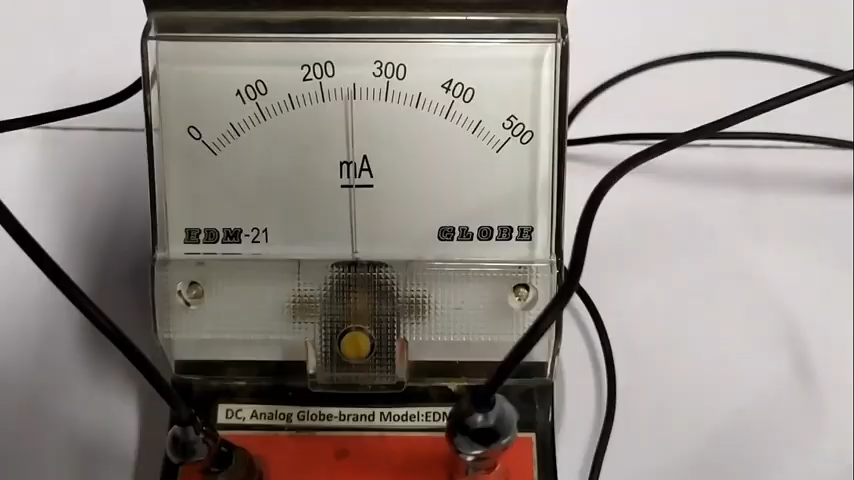 0 100 200 300 400 500
mA
EDM-21 GLOBE
DC, Analog Globe-brand Model:EDM